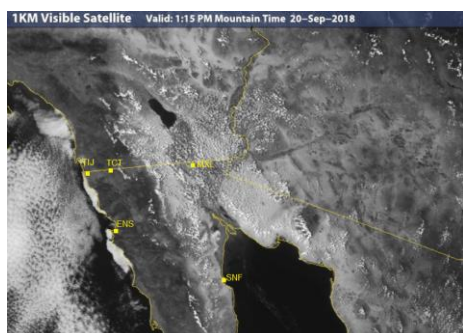 1KM Visible Satellite Valid: 1:15 PM Mountain Time 20-Sep-2018
TIJ
TCT
MXL
ENS
SNF